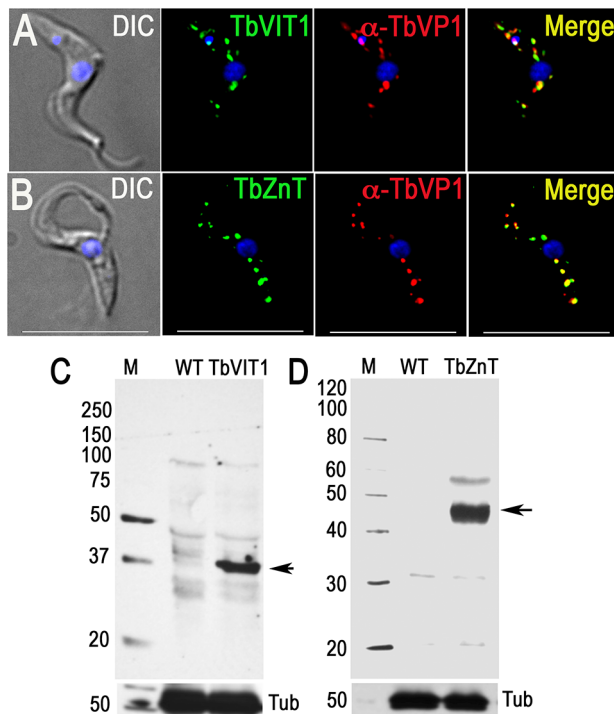 A DIC TbVIT1 α-TbVP1 Merge
B DIC TbZnT α-TbVP1 Merge
C M WT TbVIT1
250
150
100
75
50
37
20
50 Tub
D M WT TbZnT
120
100
80
60
50
40
30
20
50 Tub